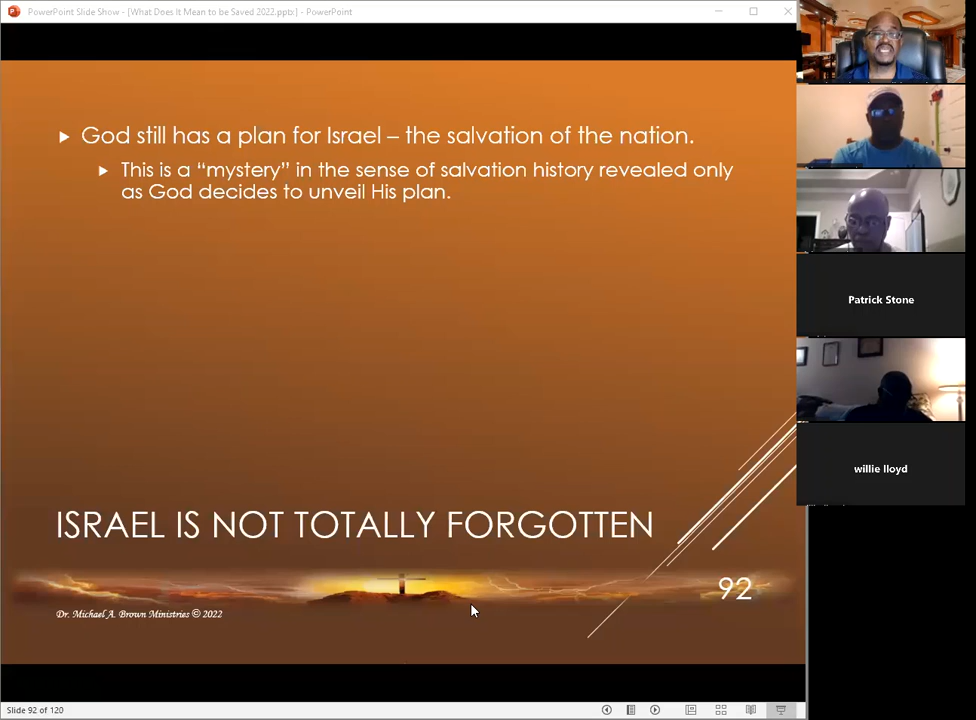 PowerPoint Slide Show - [What Does It Mean to be Saved 2022.ppb:] - PowerPoint
God still has a plan for Israel – the salvation of the nation.
This is a “mystery” in the sense of salvation history revealed only
as God decides to unveil His plan.
ISRAEL IS NOT TOTALLY FORGOTTEN
92
Dr. Michael A. Brown Ministries © 2022
Slide 92 of 120
Patrick Stone
willie lloyd